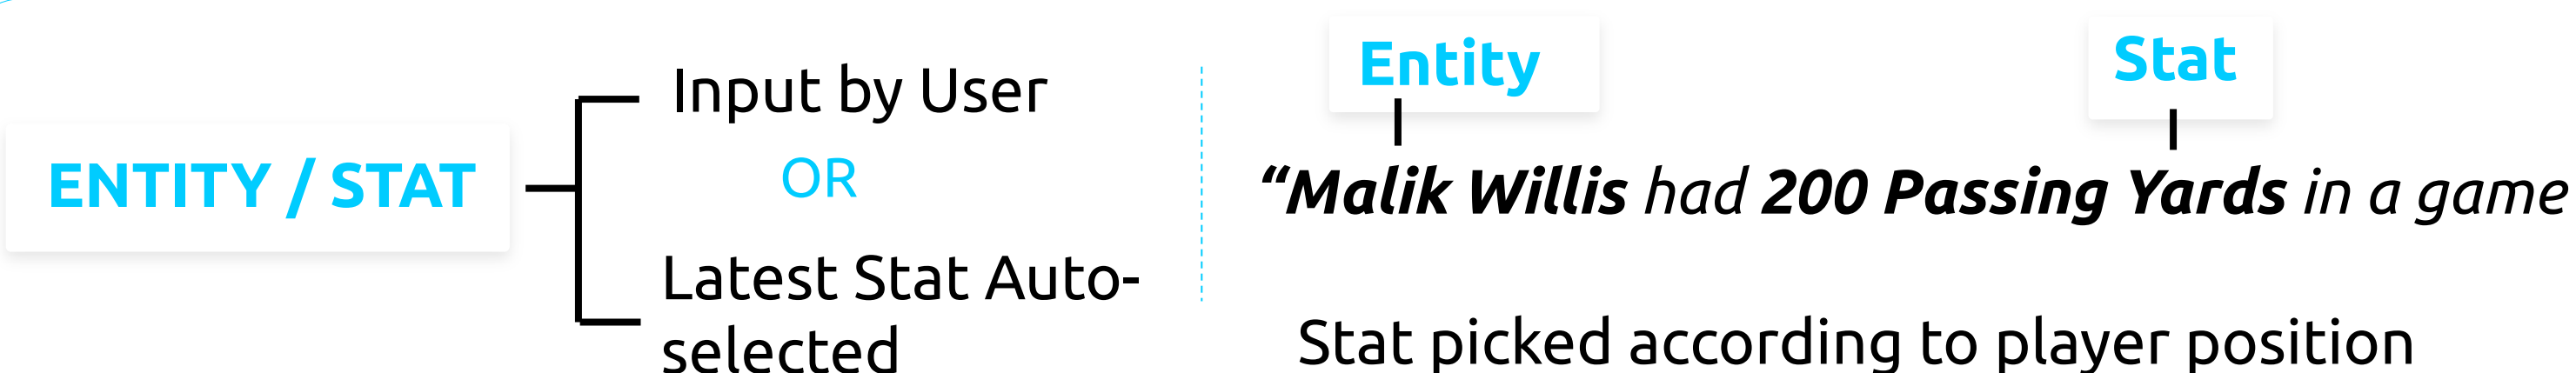 ENTITY / STAT
Input by User
OR
Latest Stat Auto-
selected
Entity
Stat
“Malik Willis had 200 Passing Yards in a game
Stat picked according to player position